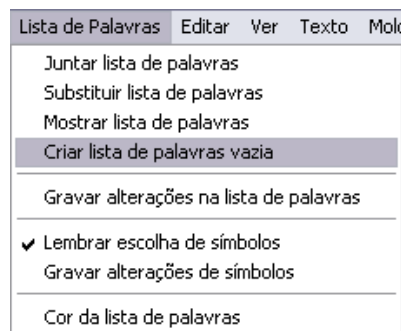 Lista de Palavras Editar Ver Texto
Juntar lista de palavras
Substituir lista de palavras
Mostrar lista de palavras
Criar lista de palavras vazia
Gravar alterações na lista de palavras
Lembrar escolha de símbolos
Gravar alterações de símbolos
Cor da lista de palavras